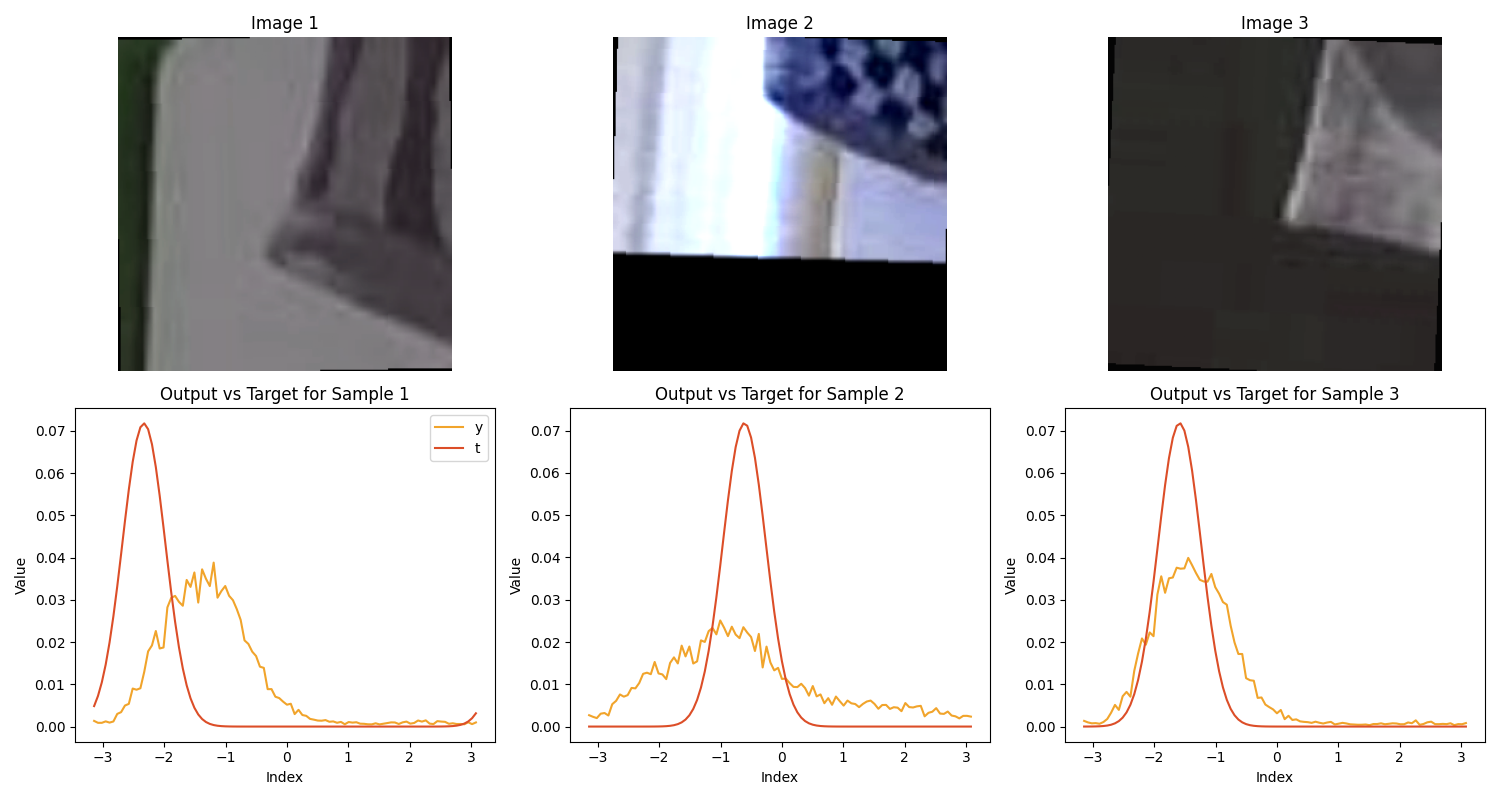 Image 1
Image 2
Image 3
Output vs Target for Sample 1
Output vs Target for Sample 2
Output vs Target for Sample 3
y
t
0.07
0.06
0.05
0.04
0.03
0.02
0.01
0.00
Value
−3 −2 −1 0 1 2 3
Index
0.07
0.06
0.05
0.04
0.03
0.02
0.01
0.00
Value
−3 −2 −1 0 1 2 3
Index
0.07
0.06
0.05
0.04
0.03
0.02
0.01
0.00
Value
−3 −2 −1 0 1 2 3
Index